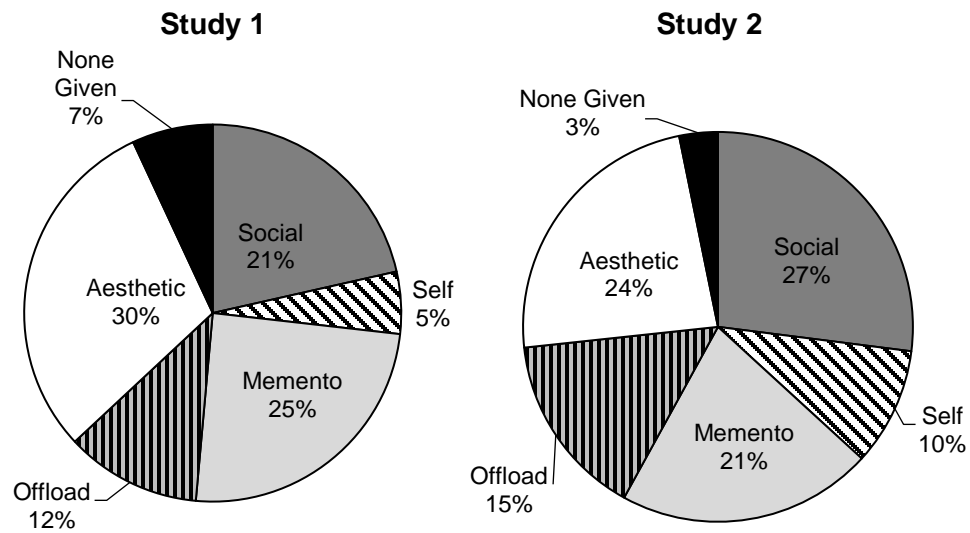 Study 1
None
Given
7%
Social
21%
Self
5%
Memento
25%
Offload
12%
Aesthetic
30%
Study 2
None Given
3%
Social
27%
Self
10%
Memento
21%
Offload
15%
Aesthetic
24%